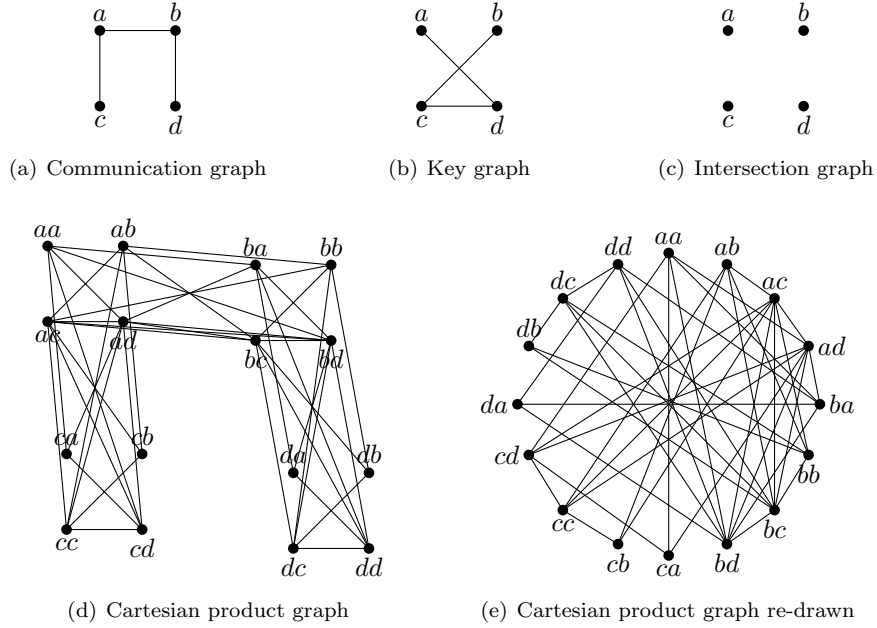 a b a b a b
c d c d c d
(a) Communication graph (b) Key graph (c) Intersection graph
aa ab ba bb
ac ad bc bd
ca cb da db
cc cd dc dd
aa ab ac ad ba bb bc bd ca cb cc cd da db dc dd
(d) Cartesian product graph (e) Cartesian product graph re-drawn